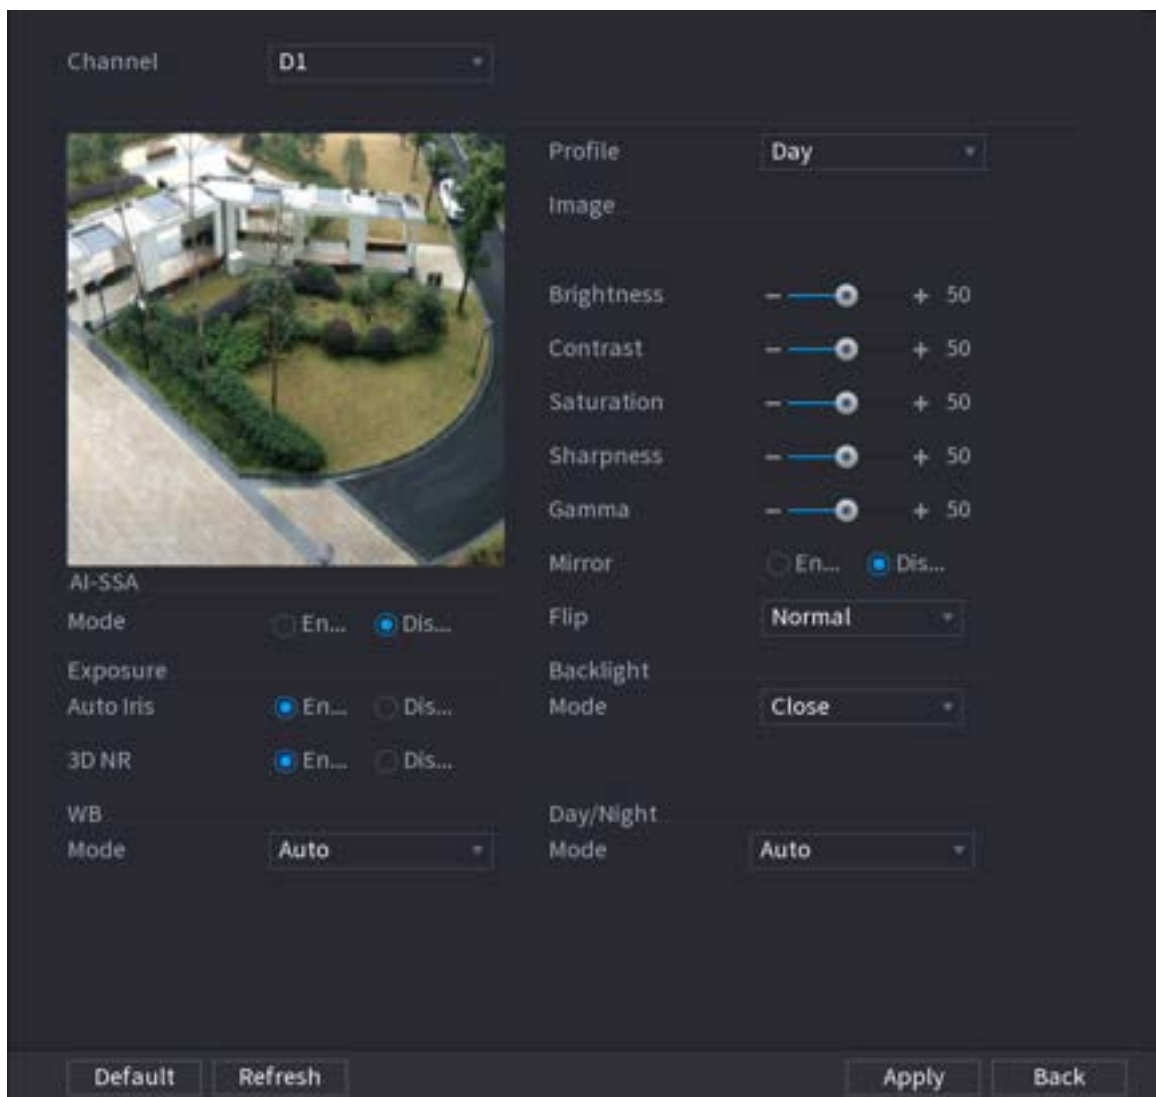 Channel D1
Profile Day
Image
Brightness - + 50
Contrast - + 50
Saturation - + 50
Sharpness - + 50
Gamma - + 50
Mirror En... Dis...
Flip Normal
Backlight
Mode Close
AI-SSA
Mode En... Dis...
Exposure
Auto Iris En... Dis...
3D NR En... Dis...
WB
Mode Auto
Day/Night
Mode Auto
Default Refresh Apply Back